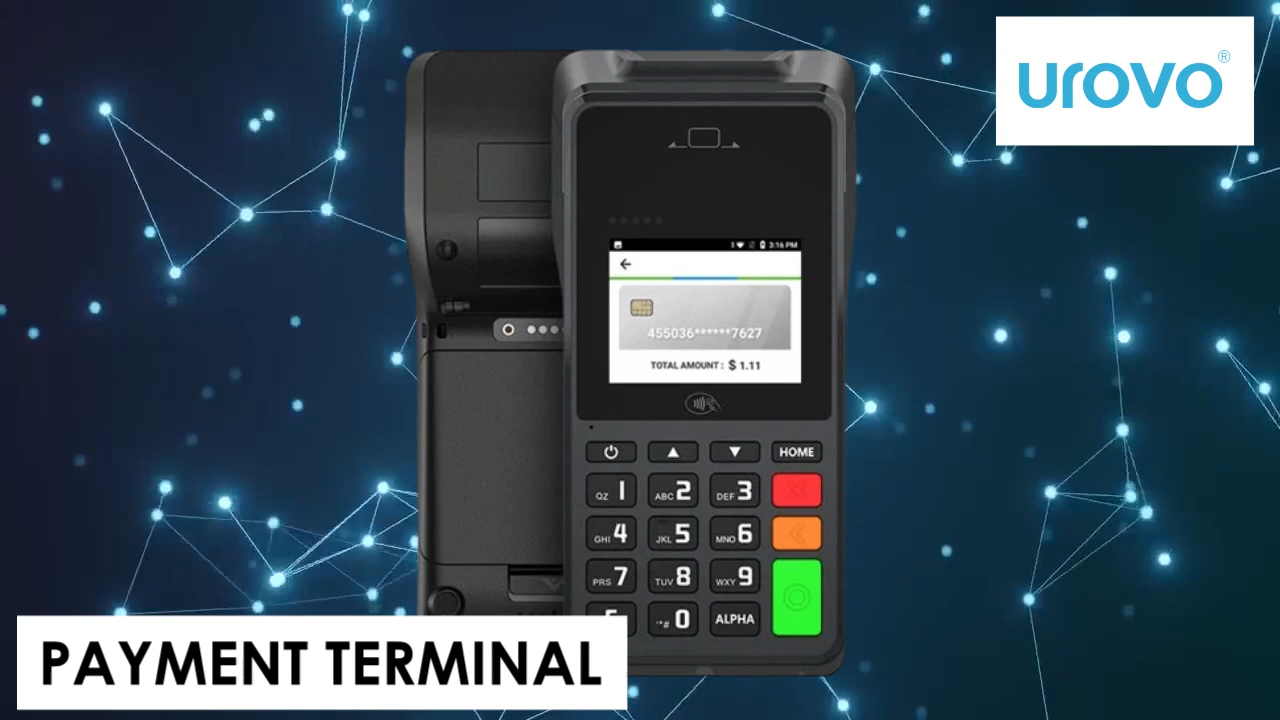 urovo®
3:16 PM
455036******7627
TOTAL AMOUNT : $ 1.11
HOME
QZ 1 ABC 2 DEF 3
GHI 4 JKL 5 MNO 6
PRS 7 TUV 8 WXY 9
.*# 0 ALPHA
PAYMENT TERMINAL